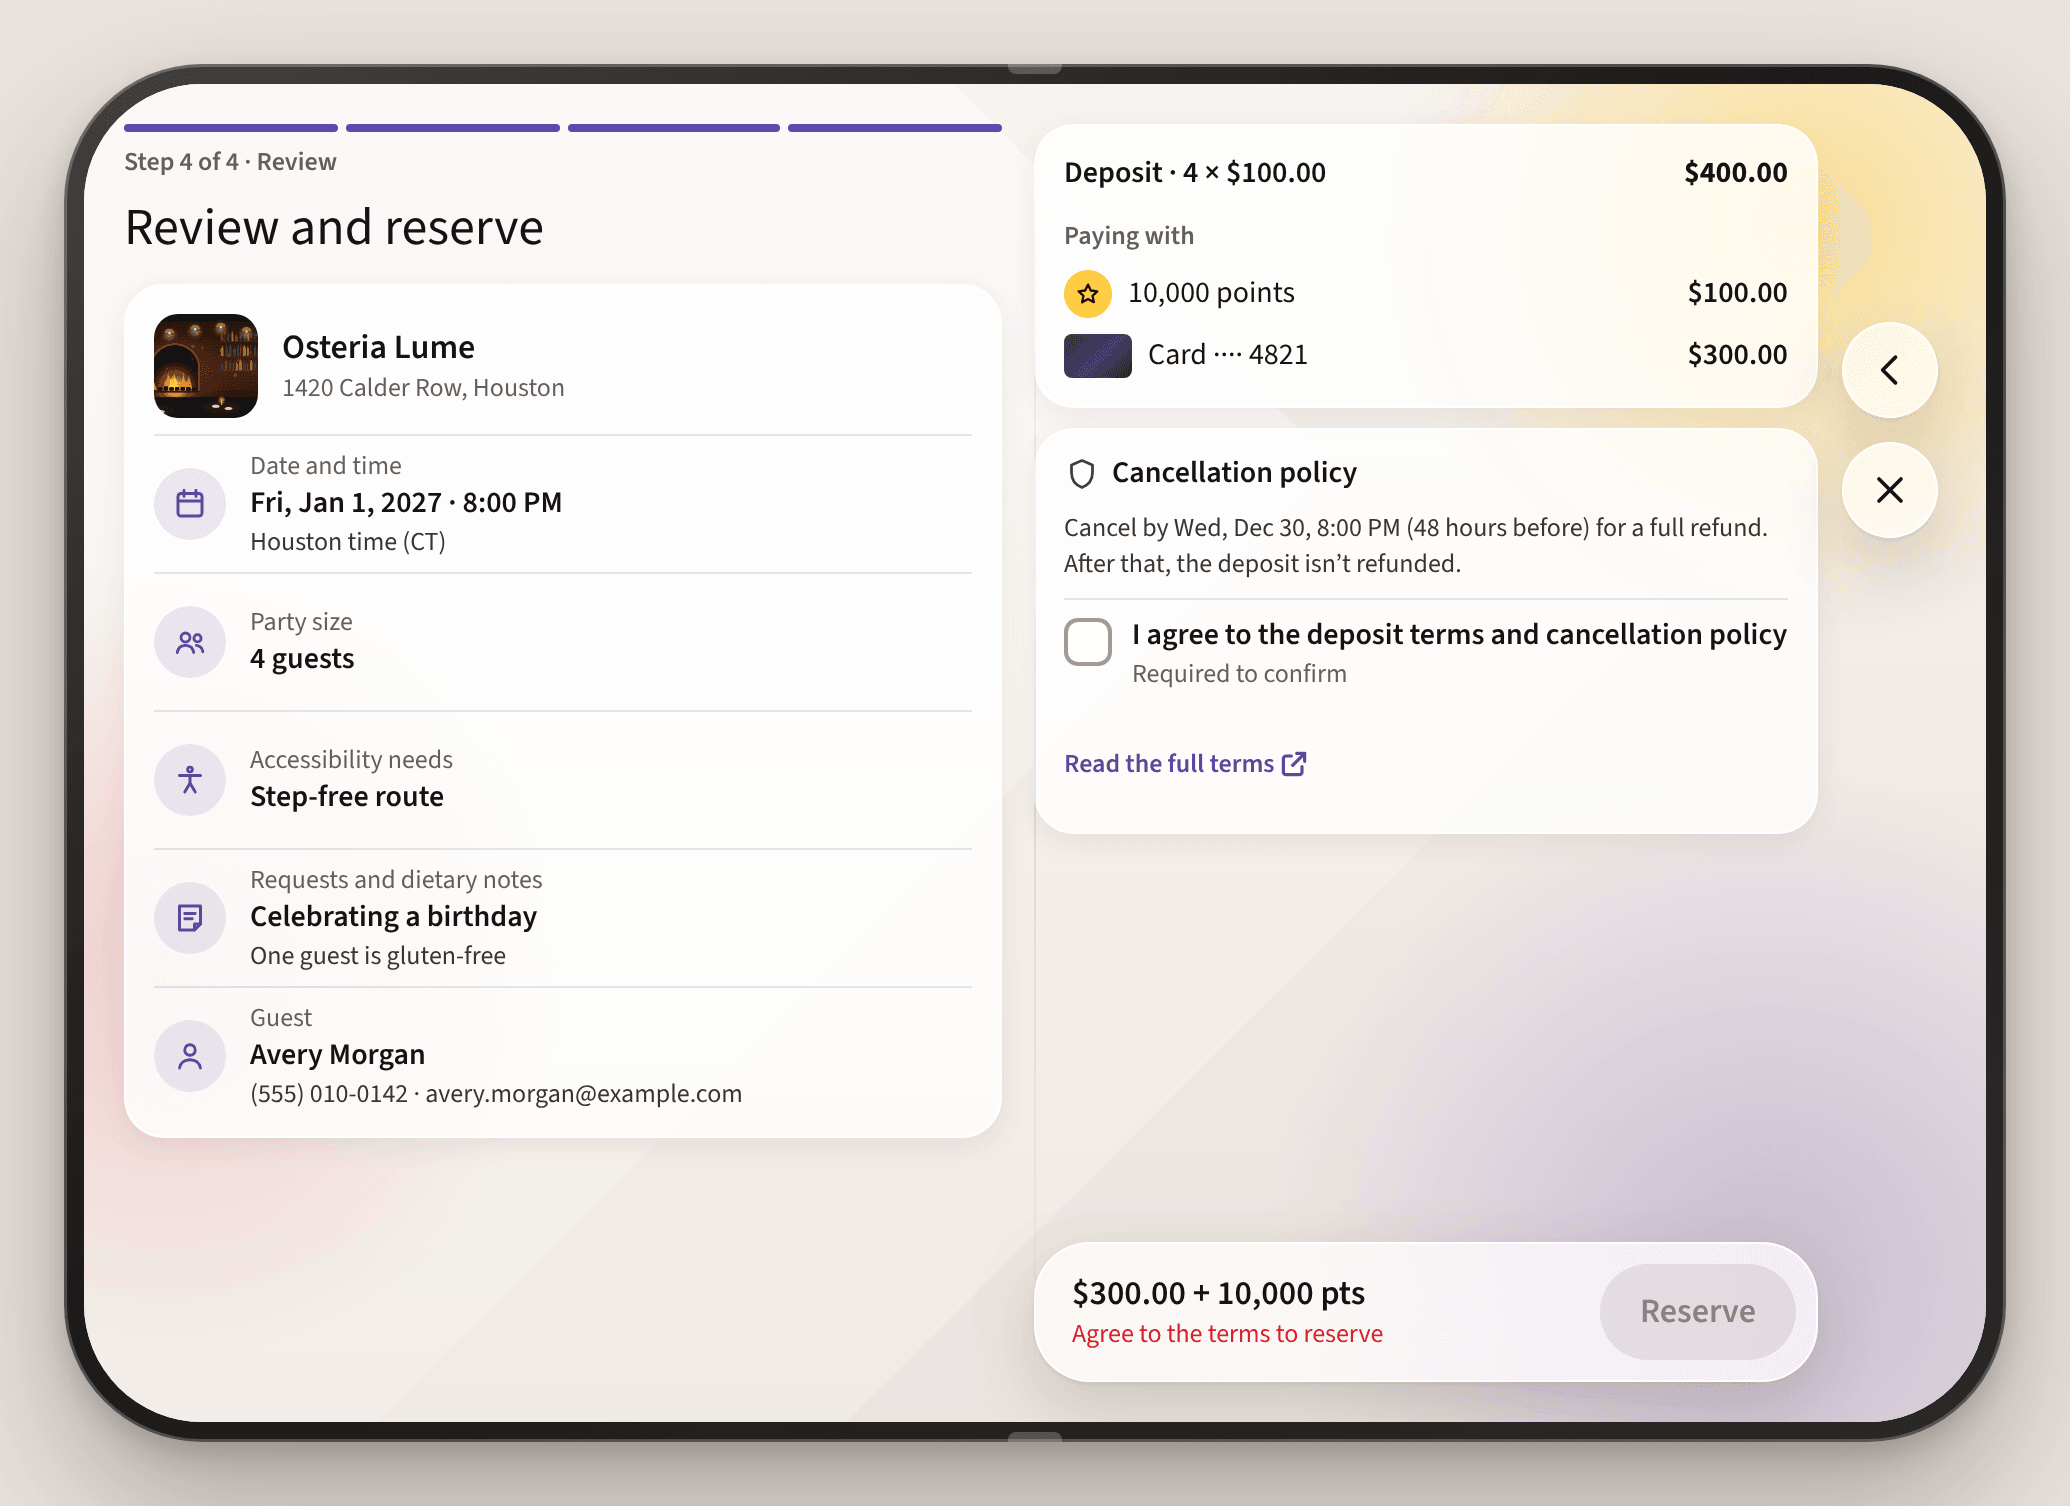 Step 4 of 4 · Review
Review and reserve
Osteria Lume
1420 Calder Row, Houston
Date and time
Fri, Jan 1, 2027 · 8:00 PM
Houston time (CT)
Party size
4 guests
Accessibility needs
Step-free route
Requests and dietary notes
Celebrating a birthday
One guest is gluten-free
Guest
Avery Morgan
(555) 010-0142 · avery.morgan@example.com
Deposit · 4 × $100.00 $400.00
Paying with
10,000 points $100.00
Card ···· 4821 $300.00
Cancellation policy
Cancel by Wed, Dec 30, 8:00 PM (48 hours before) for a full refund.
After that, the deposit isn’t refunded.
I agree to the deposit terms and cancellation policy
Required to confirm
Read the full terms
$300.00 + 10,000 pts
Agree to the terms to reserve
Reserve